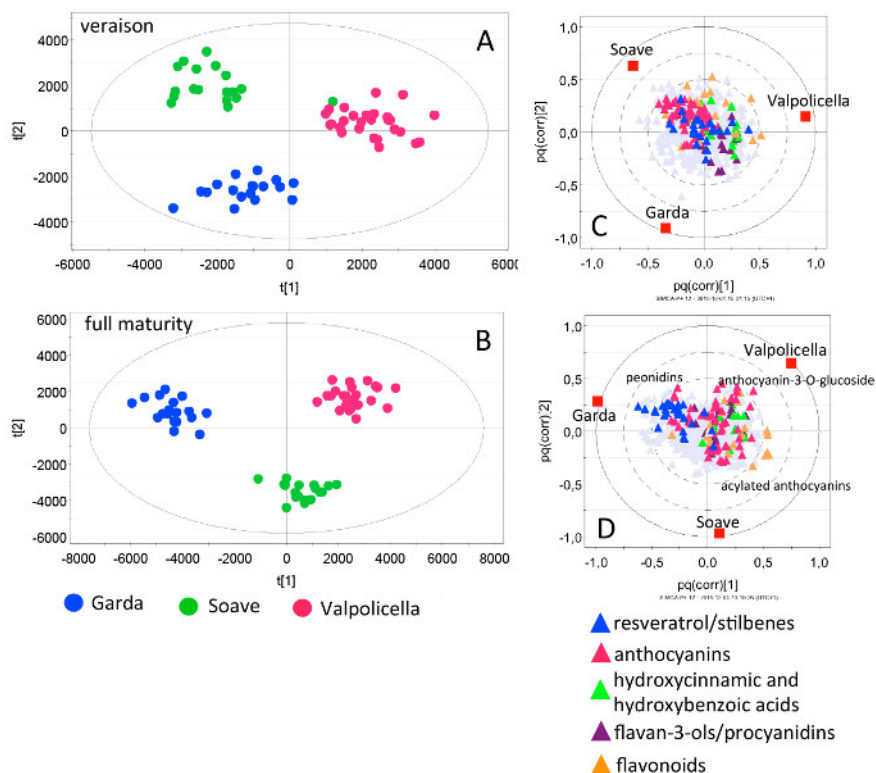 veraison
A
4000
2000
0
-2000
-4000
t[2]
-6000 -4000 -2000 0 2000 4000 6000
t[1]
C
Soave
Valpolicella
Garda
1,0
0,5
0,0
-0,5
-1,0
pq(corr)[2]
-1,0 -0,5 0,0 0,5 1,0
pq(corr)[1]
full maturity
B
6000
4000
2000
0
-2000
-4000
-6000
t[2]
-8000 -6000 -4000 -2000 0 2000 4000 6000 8000
t[1]
D
Valpolicella
peonidins
anthocyanin-3-O-glucoside
Garda
acylated anthocyanins
Soave
1,0
0,5
0,0
-0,5
-1,0
pq(corr)[2]
-1,0 -0,5 0,0 0,5 1,0
pq(corr)[1]
Garda Soave Valpolicella
resveratrol/stilbenes
anthocyanins
hydroxycinnamic and
hydroxybenzoic acids
flavan-3-ols/procyanidins
flavonoids